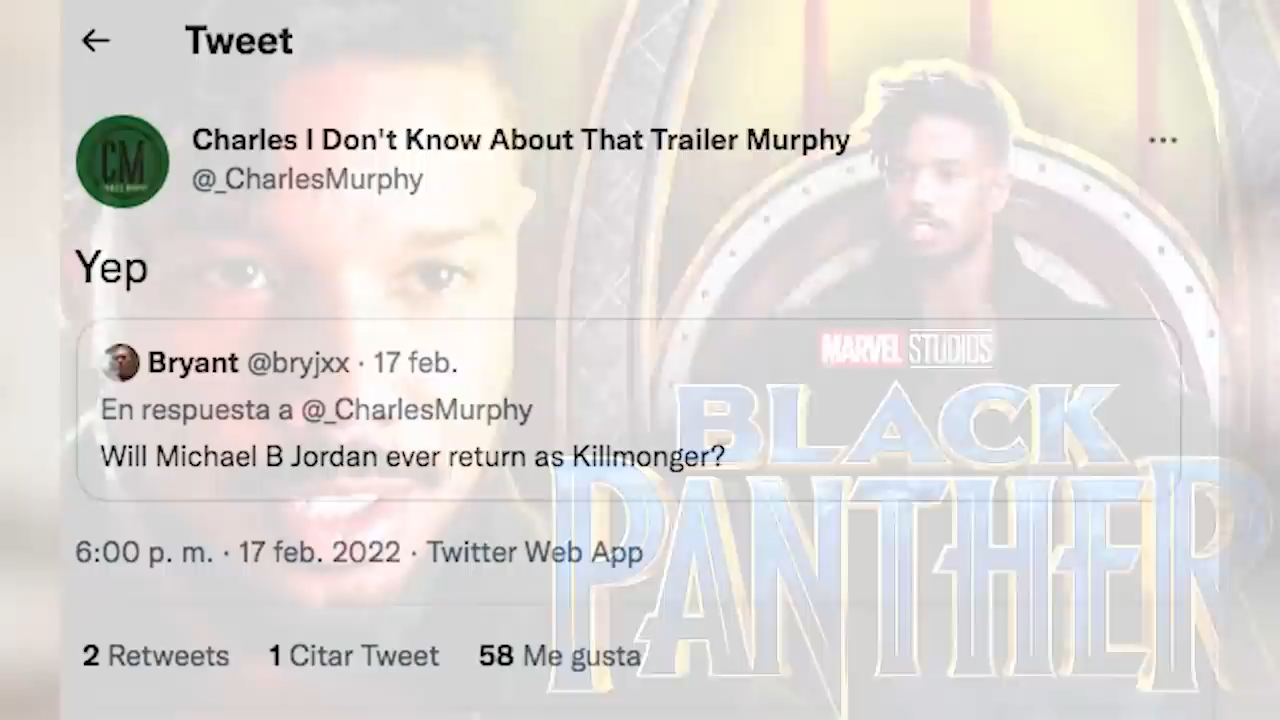 Tweet
Charles I Don't Know About That Trailer Murphy
@_CharlesMurphy
CM
Yep
Bryant @bryjxx · 17 feb.
En respuesta a @_CharlesMurphy
Will Michael B Jordan ever return as Killmonger?
6:00 p. m. · 17 feb. 2022 · Twitter Web App
2 Retweets 1 Citar Tweet 58 Me gusta
MARVEL STUDIOS
BLACK
PANTHER